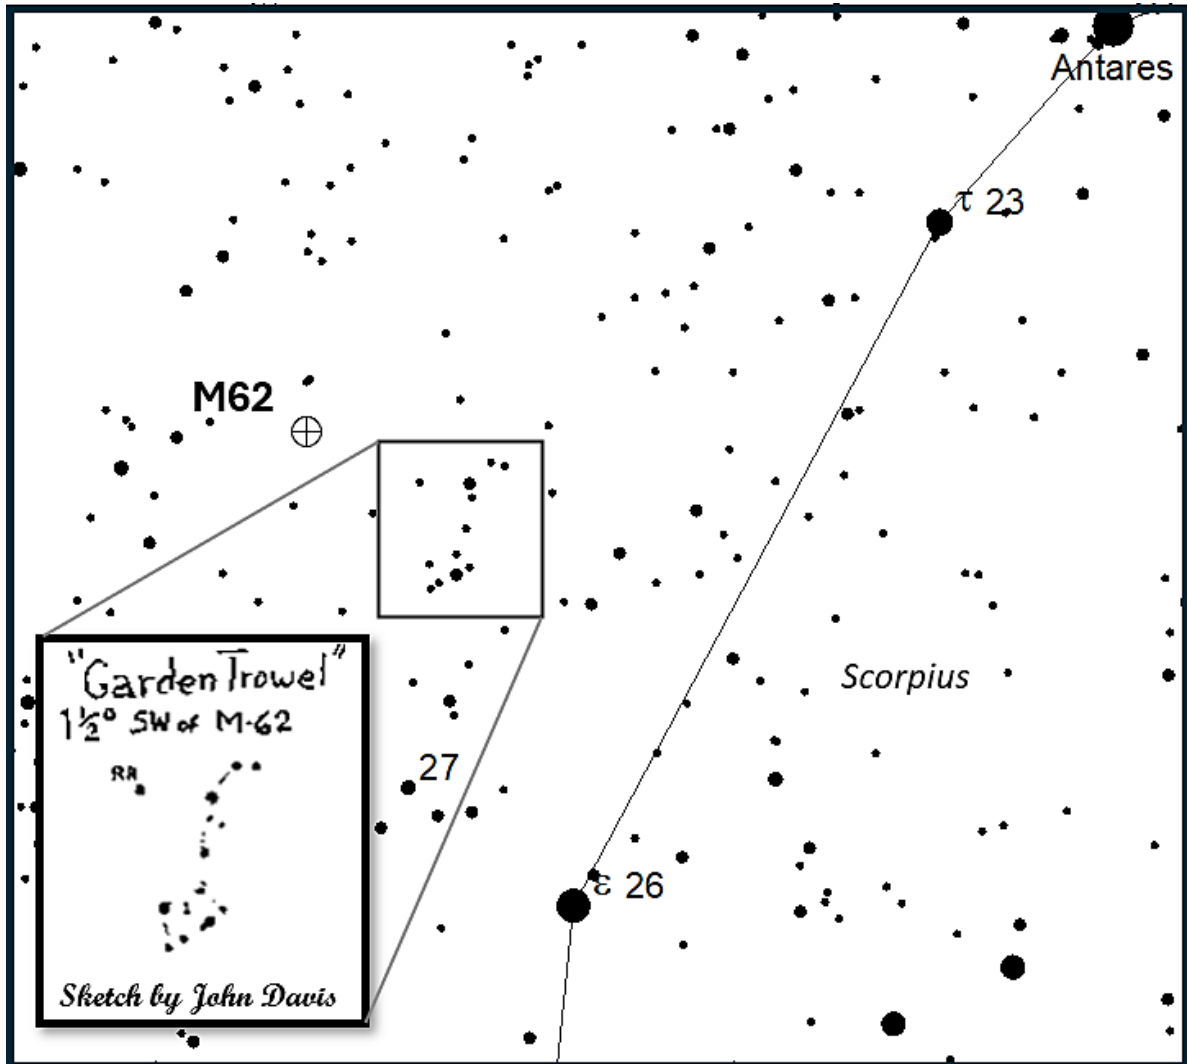 Antares
τ 23
M62
Scorpius
27
ε 26
"Garden Trowel"
1½° SW of M-62
RR
Sketch by John Davis